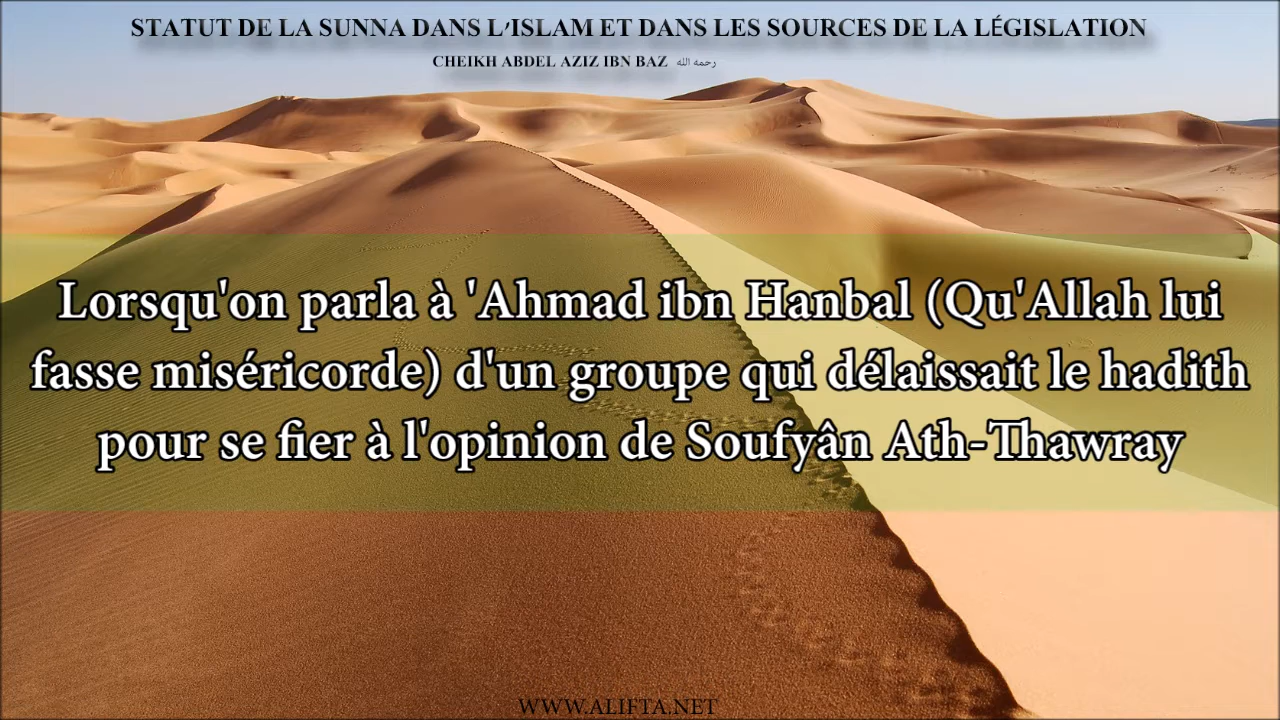 STATUT DE LA SUNNA DANS L'ISLAM ET DANS LES SOURCES DE LA LÉGISLATION
CHEIKH ABDEL AZIZ IBN BAZ رحمه الله
Lorsqu'on parla à 'Ahmad ibn Hanbal (Qu'Allah lui
fasse miséricorde) d'un groupe qui délaissait le hadith
pour se fier à l'opinion de Soufyân Ath-Thawray
WWW.ALIFTA.NET